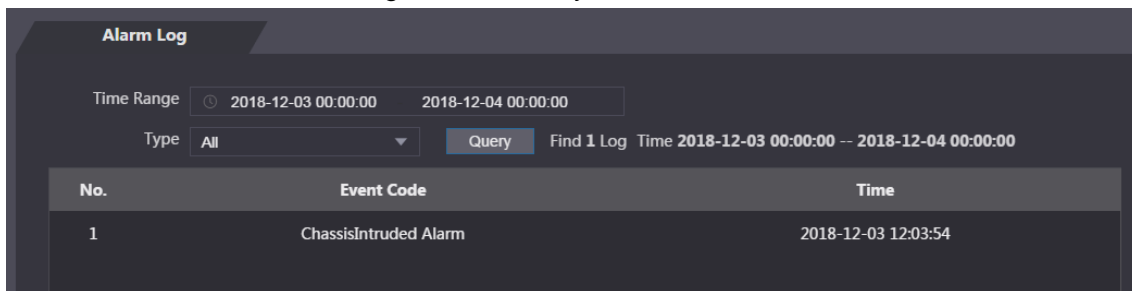 Alarm Log
Time Range 2018-12-03 00:00:00 2018-12-04 00:00:00
Type All Query Find 1 Log Time 2018-12-03 00:00:00 -- 2018-12-04 00:00:00
No. Event Code Time
1 ChassisIntruded Alarm 2018-12-03 12:03:54